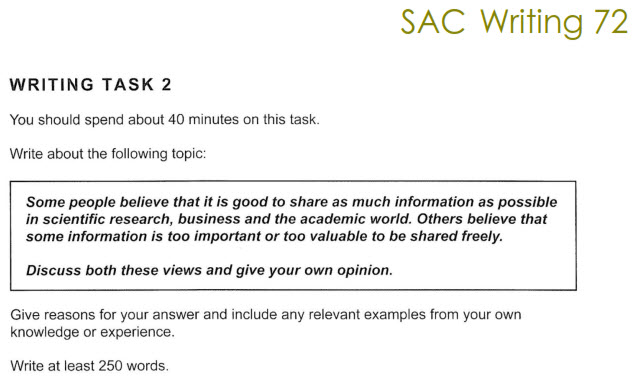 SAC Writing 72
WRITING TASK 2
You should spend about 40 minutes on this task.
Write about the following topic:
Some people believe that it is good to share as much information as possible
in scientific research, business and the academic world. Others believe that
some information is too important or too valuable to be shared freely.
Discuss both these views and give your own opinion.
Give reasons for your answer and include any relevant examples from your own
knowledge or experience.
Write at least 250 words.